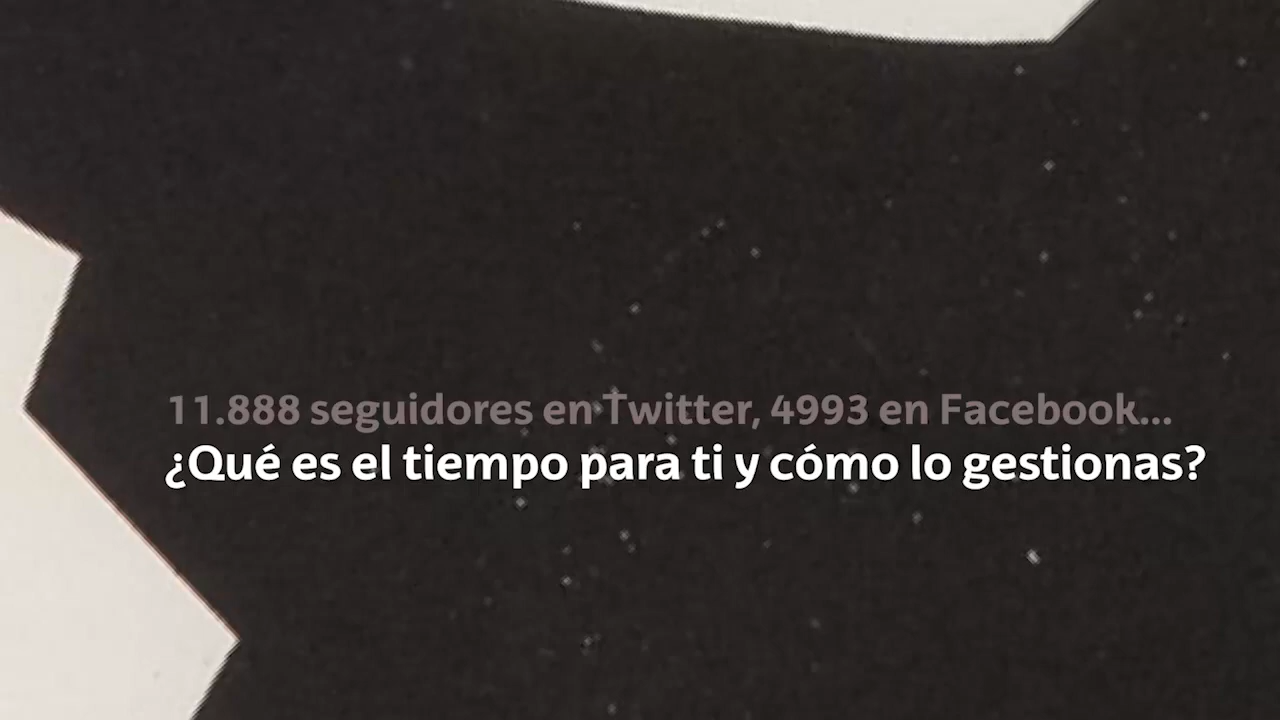 11.888 seguidores en Twitter, 4993 en Facebook...
¿Qué es el tiempo para ti y cómo lo gestionas?